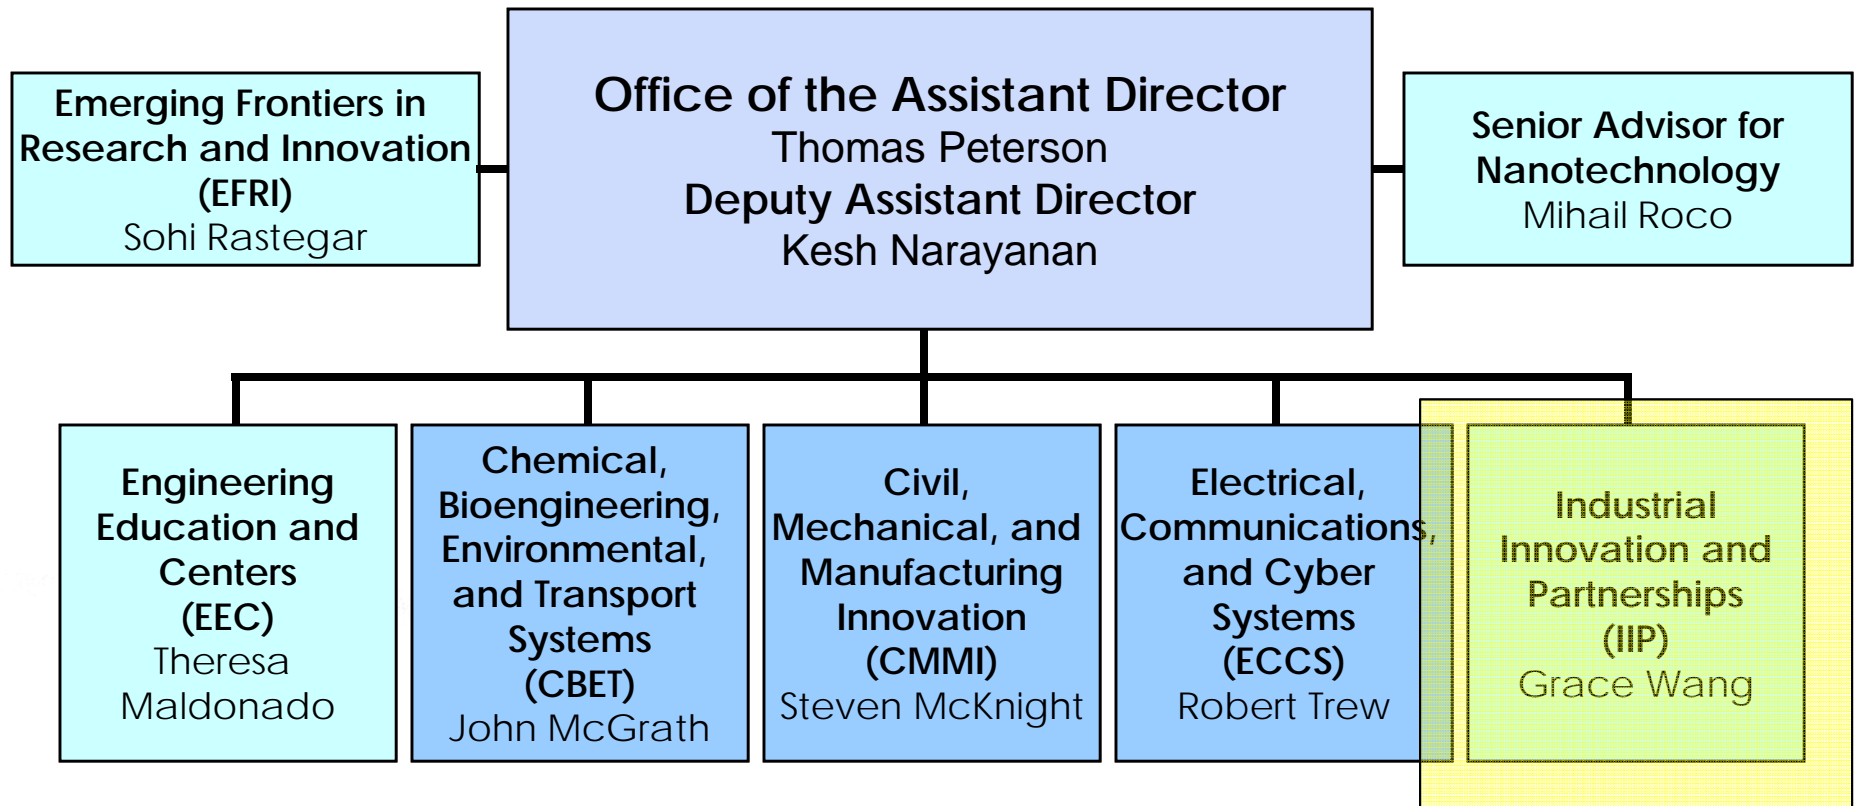 Office of the Assistant Director
Thomas Peterson
Deputy Assistant Director
Kesh Narayanan
Emerging Frontiers in
Research and Innovation
(EFRI)
Sohi Rastegar
Senior Advisor for
Nanotechnology
Mihail Roco
Engineering
Education and
Centers
(EEC)
Theresa
Maldonado
Chemical,
Bioengineering,
Environmental,
and Transport
Systems
(CBET)
John McGrath
Civil,
Mechanical, and
Manufacturing
Innovation
(CMMI)
Steven McKnight
Electrical,
Communications,
and Cyber
Systems
(ECCS)
Robert Trew
Industrial
Innovation and
Partnerships
(IIP)
Grace Wang